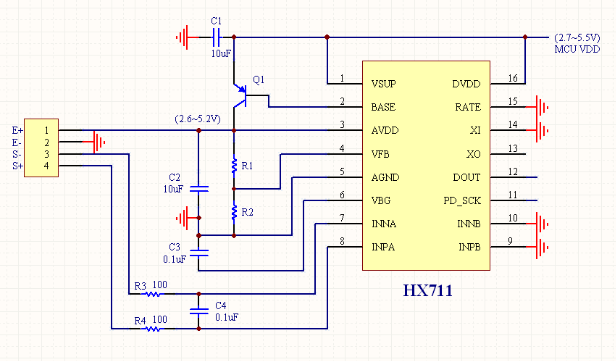 C1
10uF
(2.7~5.5V)
MCU VDD
Q1
1 VSUP DVDD 16
2 BASE RATE 15
(2.6~5.2V)
3 AVDD XI 14
E+ 1
E- 2
S- 3
S+ 4
R1
4 VFB XO 13
C2
10uF
5 AGND DOUT 12
6 VBG PD_SCK 11
R2
7 INNA INNB 10
C3
0.1uF
8 INPA INPB 9
R3 100
HX711
C4
0.1uF
R4 100